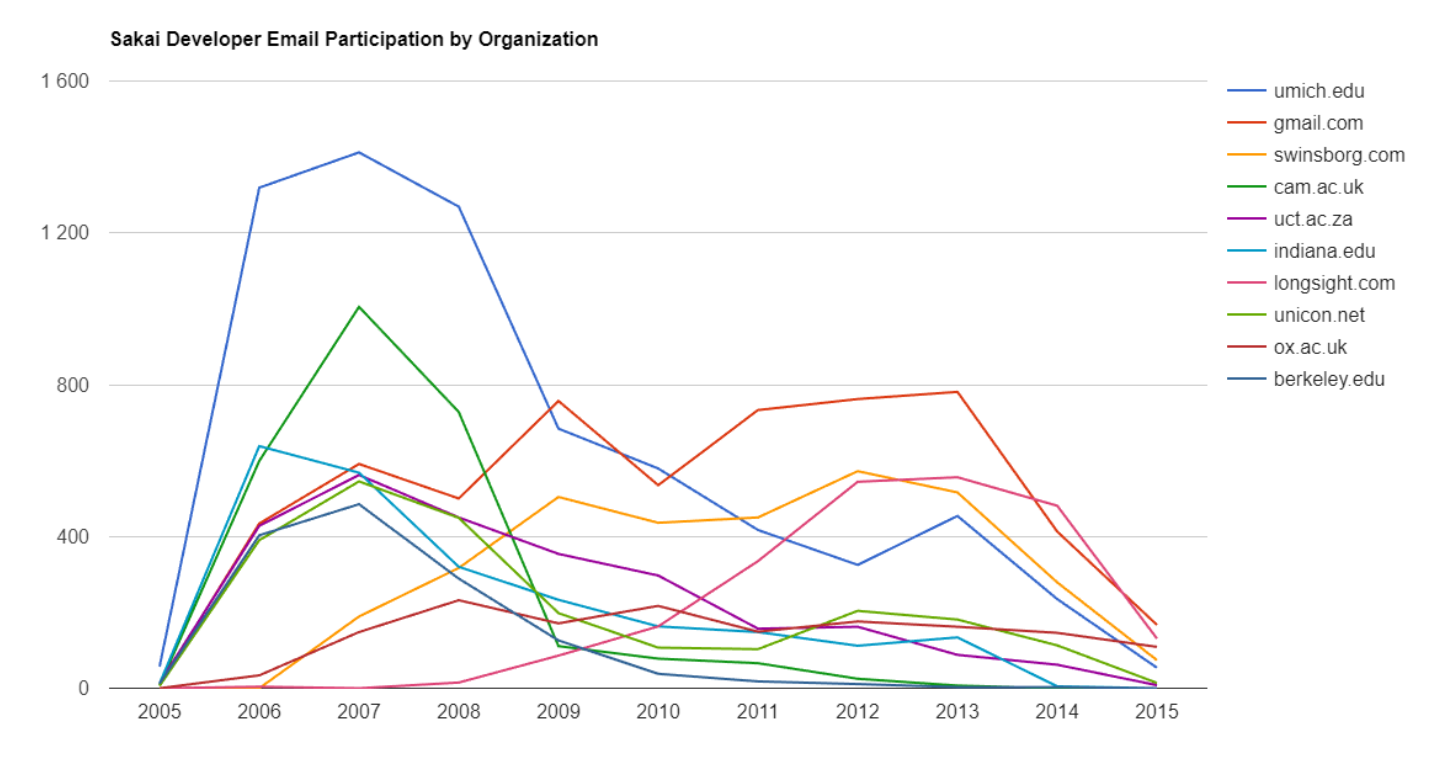 Sakai Developer Email Participation by Organization
1 600
1 200
800
400
0
2005 2006 2007 2008 2009 2010 2011 2012 2013 2014 2015
umich.edu
gmail.com
swinsborg.com
cam.ac.uk
uct.ac.za
indiana.edu
longsight.com
unicon.net
ox.ac.uk
berkeley.edu